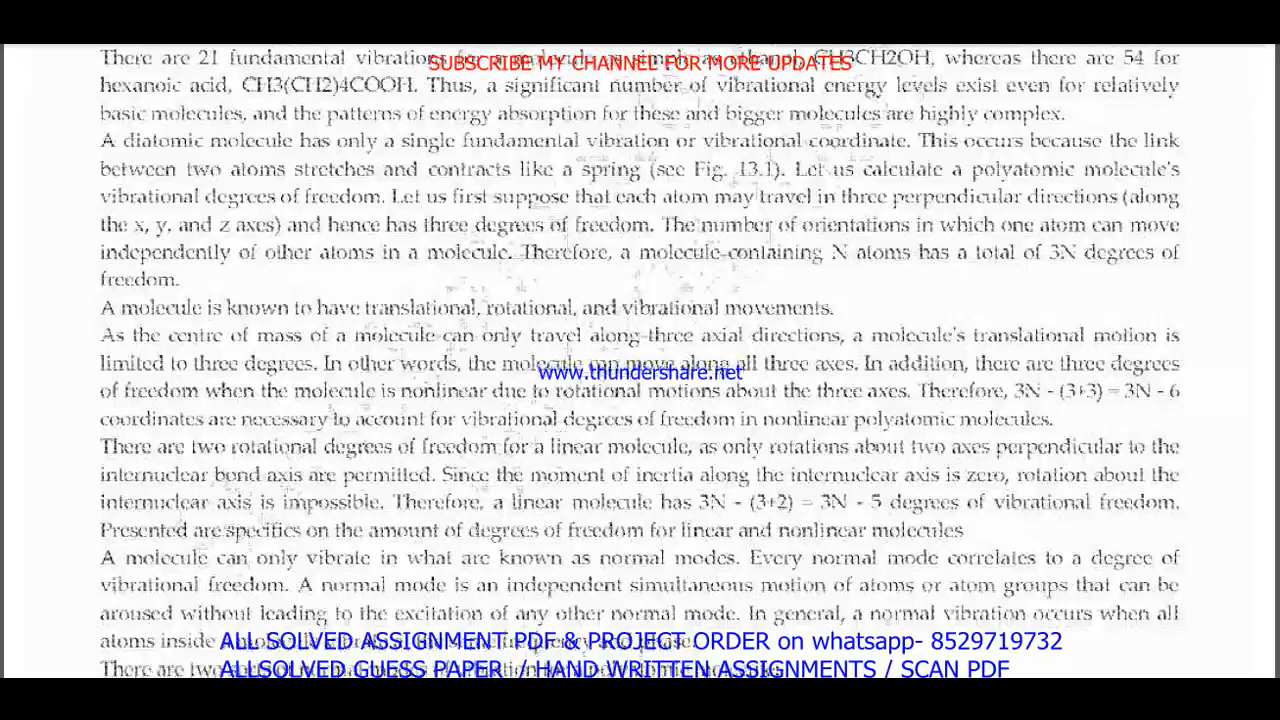 There are 21 fundamental vibrations CH3CH2OH, whereas there are 54 for
SUBSCRIBE MY CHANNEL FOR MORE UPDATES
hexanoic acid, CH3(CH2)4COOH. Thus, a significant number of vibrational energy levels exist even for relatively
basic molecules, and the patterns of energy absorption for these and bigger molecules are highly complex.
A diatomic molecule has only a single fundamental vibration or vibrational coordinate. This occurs because the link
between two atoms stretches and contracts like a spring (see Fig. 13.1). Let us calculate a polyatomic molecule's
vibrational degrees of freedom. Let us first suppose that each atom may travel in three perpendicular directions (along
the x, y, and z axes) and hence has three degrees of freedom. The number of orientations in which one atom can move
independently of other atoms in a molecule. Therefore, a molecule containing N atoms has a total of 3N degrees of
freedom.
A molecule is known to have translational, rotational, and vibrational movements.
As the centre of mass of a molecule can only travel along three axial directions, a molecule's translational motion is
limited to three degrees. In other words, the molecule can move along all three axes. In addition, there are three degrees
www.thundershare.net
of freedom when the molecule is nonlinear due to rotational motions about the three axes. Therefore, 3N - (3+3) = 3N - 6
coordinates are necessary to account for vibrational degrees of freedom in nonlinear polyatomic molecules.
There are two rotational degrees of freedom for a linear molecule, as only rotations about two axes perpendicular to the
internuclear bond axis are permitted. Since the moment of inertia along the internuclear axis is zero, rotation about the
internuclear axis is impossible. Therefore, a linear molecule has 3N - (3+2) = 3N - 5 degrees of vibrational freedom.
Presented are specifics on the amount of degrees of freedom for linear and nonlinear molecules
A molecule can only vibrate in what are known as normal modes. Every normal mode correlates to a degree of
vibrational freedom. A normal mode is an independent simultaneous motion of atoms or atom groups that can be
aroused without leading to the excitation of any other normal mode. In general, a normal vibration occurs when all
atoms inside
ALL SOLVED ASSIGNMENT PDF & PROJECT ORDER on whatsapp- 8529719732
There are two
ALLSOLVED GUESS PAPER / HAND WRITTEN ASSIGNMENTS / SCAN PDF